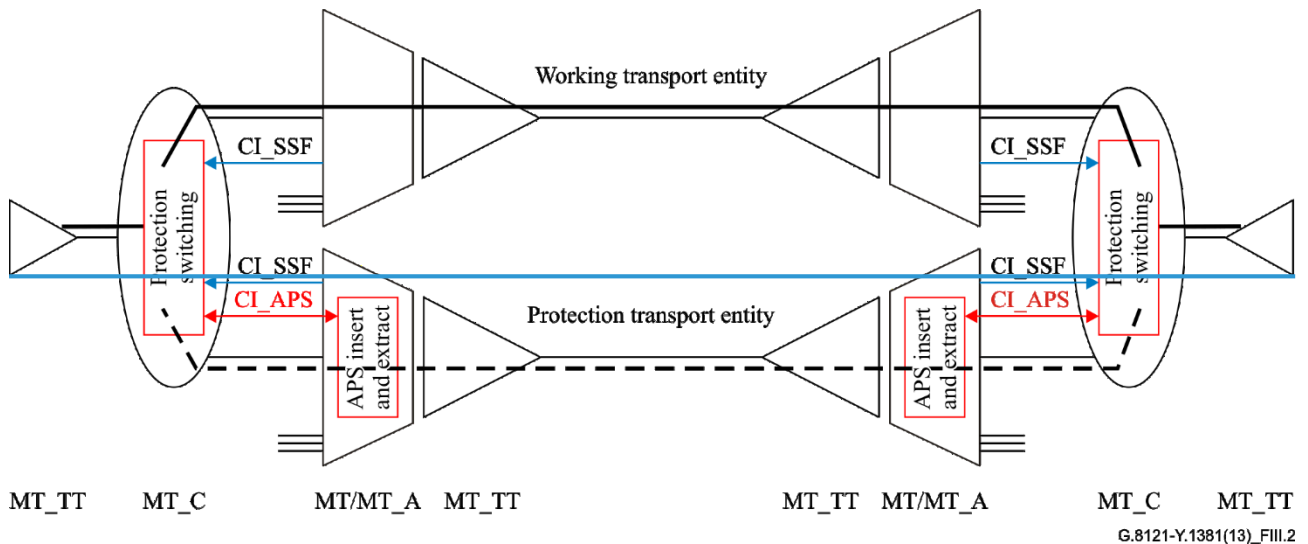 Working transport entity
CI_SSF
CI_SSF
Protection
switching
Protection
switching
CI_SSF
CI_SSF
CI_APS
CI_APS
Protection transport entity
APS insert
and extract
APS insert
and extract
MT_TT
MT_C
MT/MT_A
MT_TT
MT_TT
MT/MT_A
MT_C
MT_TT
G.8121-Y.1381(13)_FIII.2